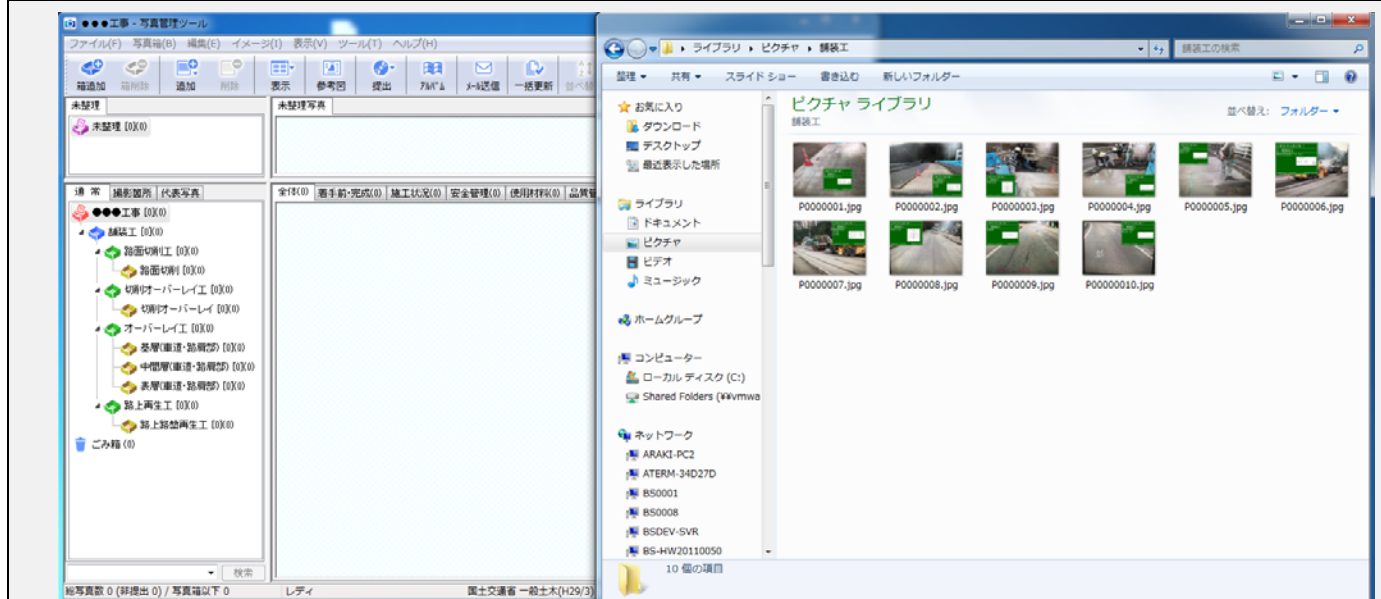 ●●●工事 - 写真管理ツール
ファイル(F) 写真箱(B) 編集(E) イメージ(I) 表示(V) ツール(T) ヘルプ(H)
箱追加 箱削除 追加 削除 表示 参考図 提出 ｱﾙﾊﾞﾑ ﾒｰﾙ送信 一括更新
未整理
未整理 [0](0)
未整理写真
通 常 撮影箇所 代表写真
●●●工事 [0](0)
舗装工 [0](0)
路面切削工 [0](0)
路面切削 [0](0)
切削オーバーレイ工 [0](0)
切削オーバーレイ [0](0)
オーバーレイ工 [0](0)
基層(車道・路肩部) [0](0)
中間層(車道・路肩部) [0](0)
表層(車道・路肩部) [0](0)
路上再生工 [0](0)
路上路盤再生工 [0](0)
ごみ箱 (0)
全体(0) 着手前・完成(0) 施工状況(0) 安全管理(0) 使用材料(0) 品質管
検索
総写真数 0 (非提出 0) / 写真箱以下 0 レディ 国土交通省 一般土木(H29/3)
ライブラリ ピクチャ 舗装工
舗装工の検索
整理 共有 スライド ショー 書き込む 新しいフォルダー
お気に入り
ダウンロード
デスクトップ
最近表示した場所
ライブラリ
ドキュメント
ピクチャ
ビデオ
ミュージック
ホームグループ
コンピューター
ローカル ディスク (C:)
Shared Folders (¥¥vmwa
ネットワーク
ARAKI-PC2
ATERM-34D27D
BS0001
BS0008
BSDEV-SVR
BS-HW20110050
ピクチャ ライブラリ
舗装工
並べ替え: フォルダー
P0000001.jpg P0000002.jpg P0000003.jpg P0000004.jpg P0000005.jpg P0000006.jpg
P0000007.jpg P0000008.jpg P0000009.jpg P00000010.jpg
10 個の項目